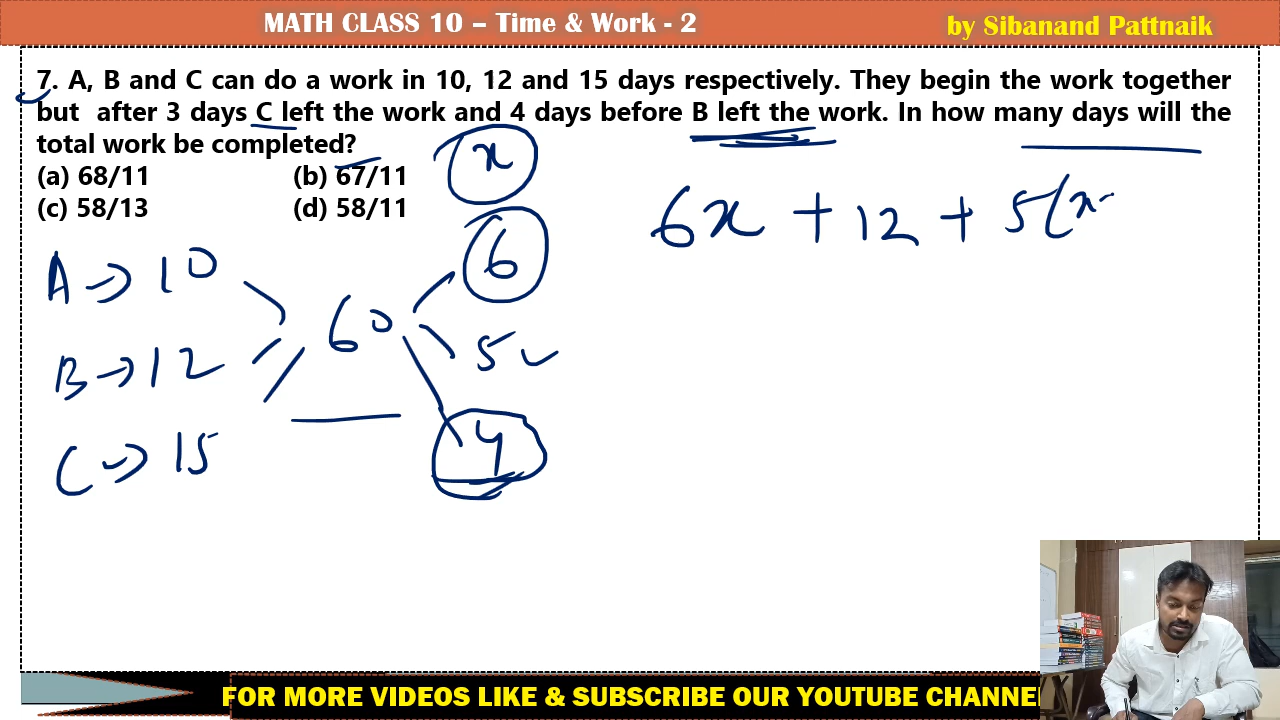 MATH CLASS 10 – Time & Work - 2
by Sibanand Pattnaik
7. A, B and C can do a work in 10, 12 and 15 days respectively. They begin the work together
but after 3 days C left the work and 4 days before B left the work. In how many days will the
total work be completed?
(a) 68/11 (b) 67/11
(c) 58/13 (d) 58/11
x
6x + 12 + 5(x-
A → 10
6
60
B → 12
5
C → 15
4
FOR MORE VIDEOS LIKE & SUBSCRIBE OUR YOUTUBE CHANNEL